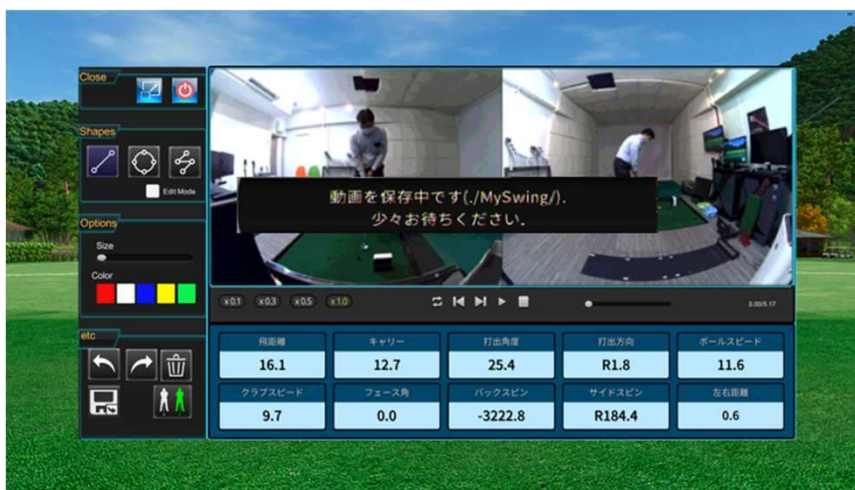 Close
Shapes
Edit Mode
Options
Size
Color
etc
動画を保存中です(./MySwing/).
少々お待ちください.
x0.1 x0.3 x0.5 x1.0
0.00/5.17
飛距離 キャリー 打出角度 打出方向 ボールスピード
16.1 12.7 25.4 R1.8 11.6
クラブスピード フェース角 バックスピン サイドスピン 左右距離
9.7 0.0 -3222.8 R184.4 0.6